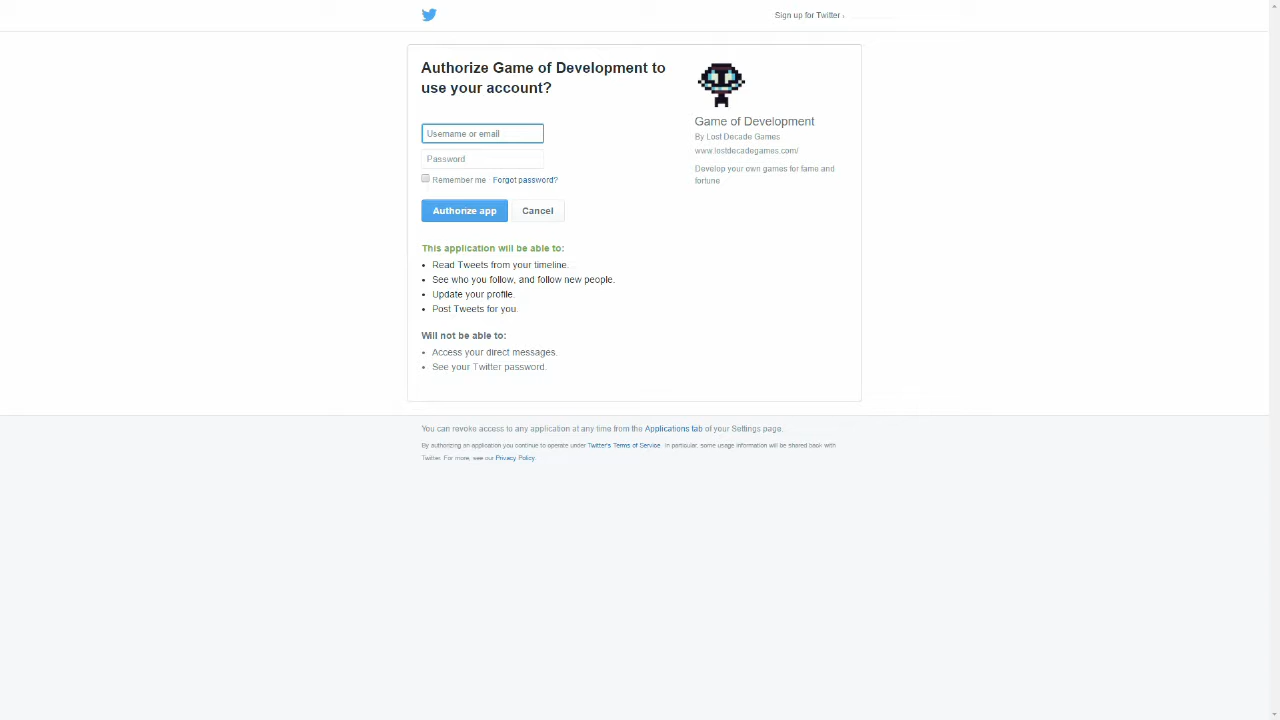 Sign up for Twitter ›
Authorize Game of Development to
use your account?
Username or email
Password
Remember me · Forgot password?
Authorize app
Cancel
Game of Development
By Lost Decade Games
www.lostdecadegames.com/
Develop your own games for fame and
fortune
This application will be able to:
• Read Tweets from your timeline.
• See who you follow, and follow new people.
• Update your profile.
• Post Tweets for you.
Will not be able to:
• Access your direct messages.
• See your Twitter password.
You can revoke access to any application at any time from the Applications tab of your Settings page.
By authorizing an application you continue to operate under Twitter's Terms of Service. In particular, some usage information will be shared back with
Twitter. For more, see our Privacy Policy.